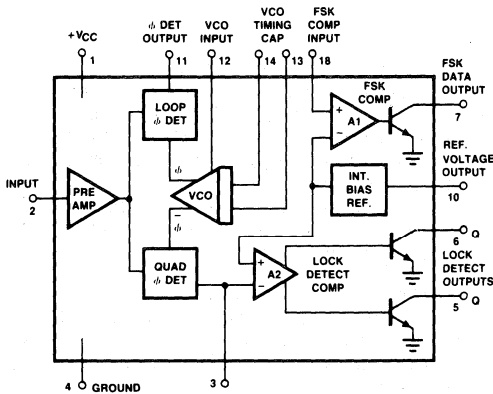 φ DET
OUTPUT
VCO
INPUT
VCO
TIMING
CAP
FSK
COMP
INPUT
+VCC
1
11
12
14
13
18
FSK
DATA
OUTPUT
7
LOOP
φ DET
FSK
COMP
+
−
A1
REF.
VOLTAGE
OUTPUT
10
INPUT
2
PRE
AMP
φ
VCO
φ
INT.
BIAS
REF.
QUAD
φ DET
+
−
A2
LOCK
DETECT
COMP
Q
6
LOCK
DETECT
OUTPUTS
5
Q
4
GROUND
3